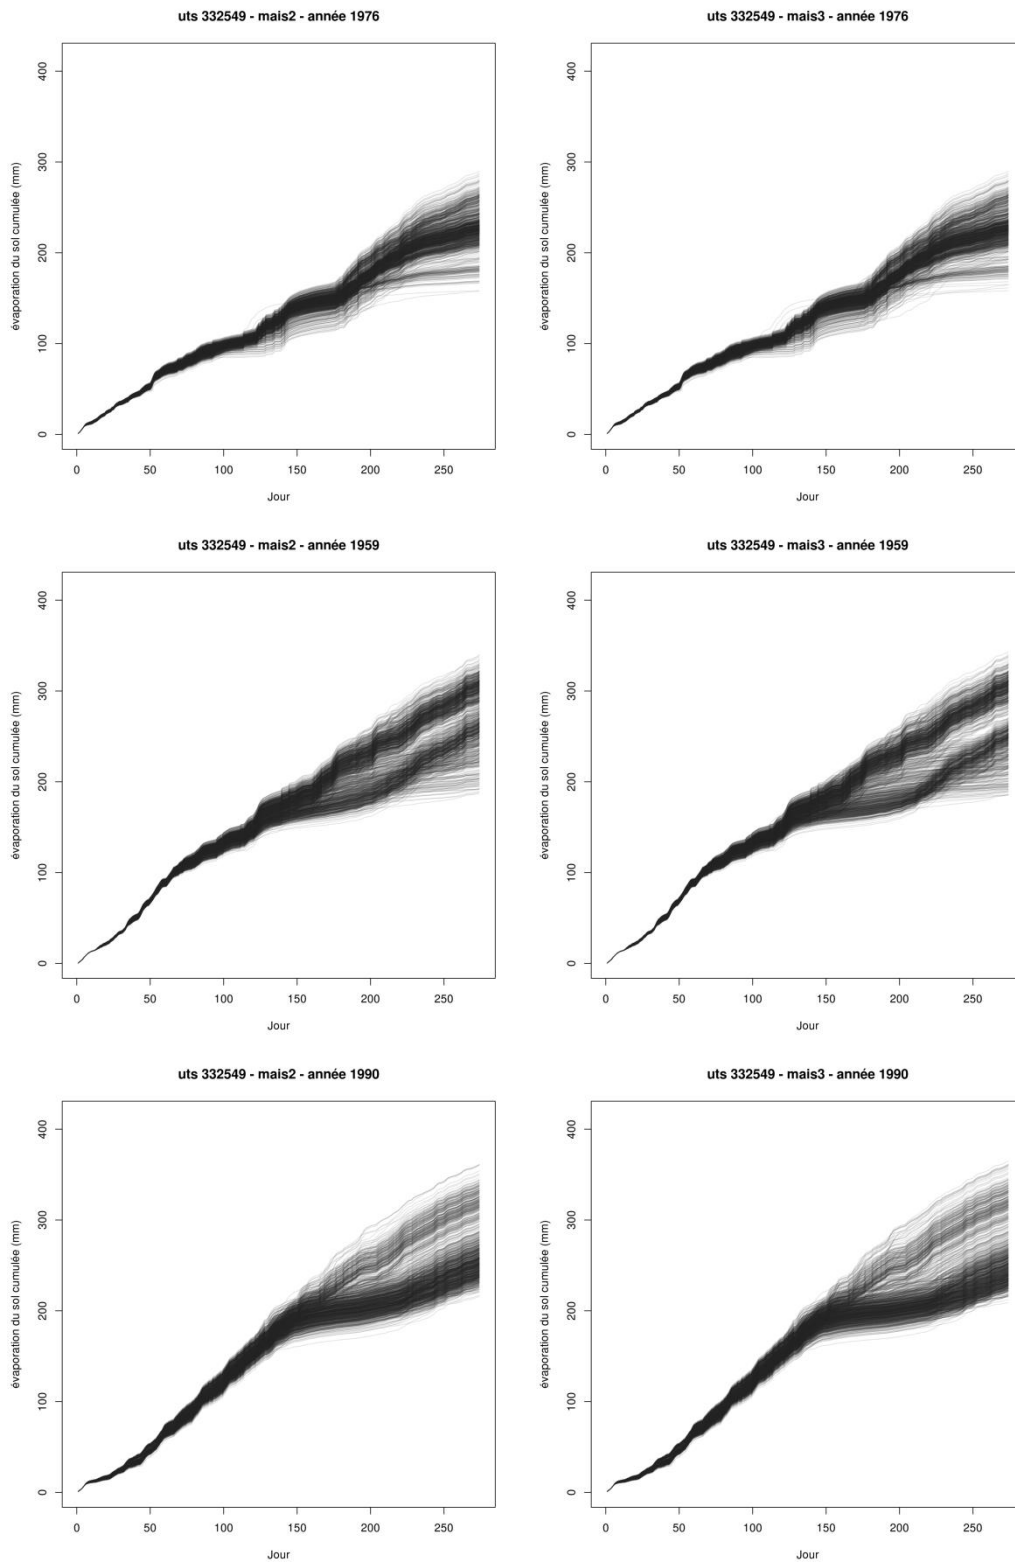 uts 332549 - mais2 - année 1976
évaporation du sol cumulée (mm)
400
300
200
100
0
0 50 100 150 200 250
Jour
uts 332549 - mais3 - année 1976
évaporation du sol cumulée (mm)
400
300
200
100
0
0 50 100 150 200 250
Jour
uts 332549 - mais2 - année 1959
évaporation du sol cumulée (mm)
400
300
200
100
0
0 50 100 150 200 250
Jour
uts 332549 - mais3 - année 1959
évaporation du sol cumulée (mm)
400
300
200
100
0
0 50 100 150 200 250
Jour
uts 332549 - mais2 - année 1990
évaporation du sol cumulée (mm)
400
300
200
100
0
0 50 100 150 200 250
Jour
uts 332549 - mais3 - année 1990
évaporation du sol cumulée (mm)
400
300
200
100
0
0 50 100 150 200 250
Jour